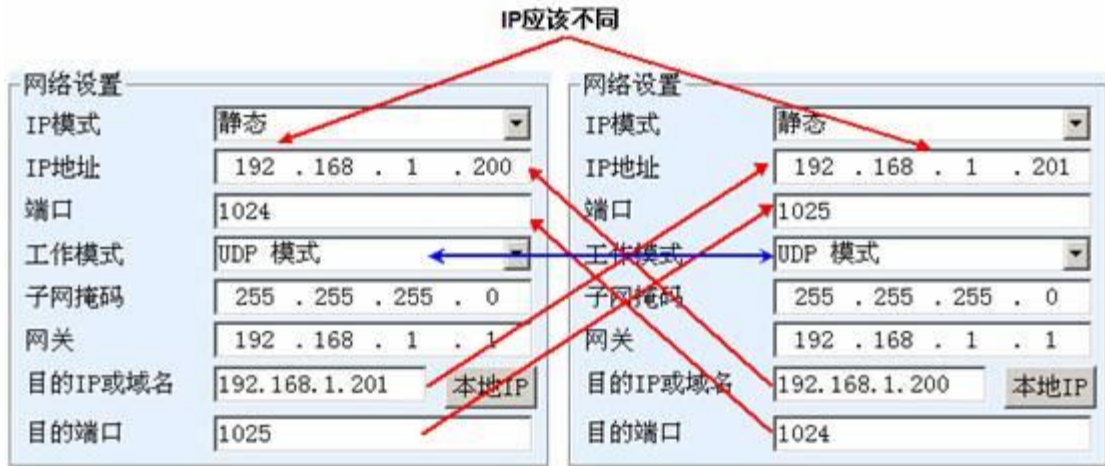 IP应该不同
网络设置
IP模式 静态
IP地址 192 . 168 . 1 . 200
端口 1024
工作模式 UDP 模式
子网掩码 255 . 255 . 255 . 0
网关 192 . 168 . 1 . 1
目的IP或域名 192.168.1.201 本地IP
目的端口 1025
网络设置
IP模式 静态
IP地址 192 . 168 . 1 . 201
端口 1025
工作模式 UDP 模式
子网掩码 255 . 255 . 255 . 0
网关 192 . 168 . 1 . 1
目的IP或域名 192.168.1.200 本地IP
目的端口 1024